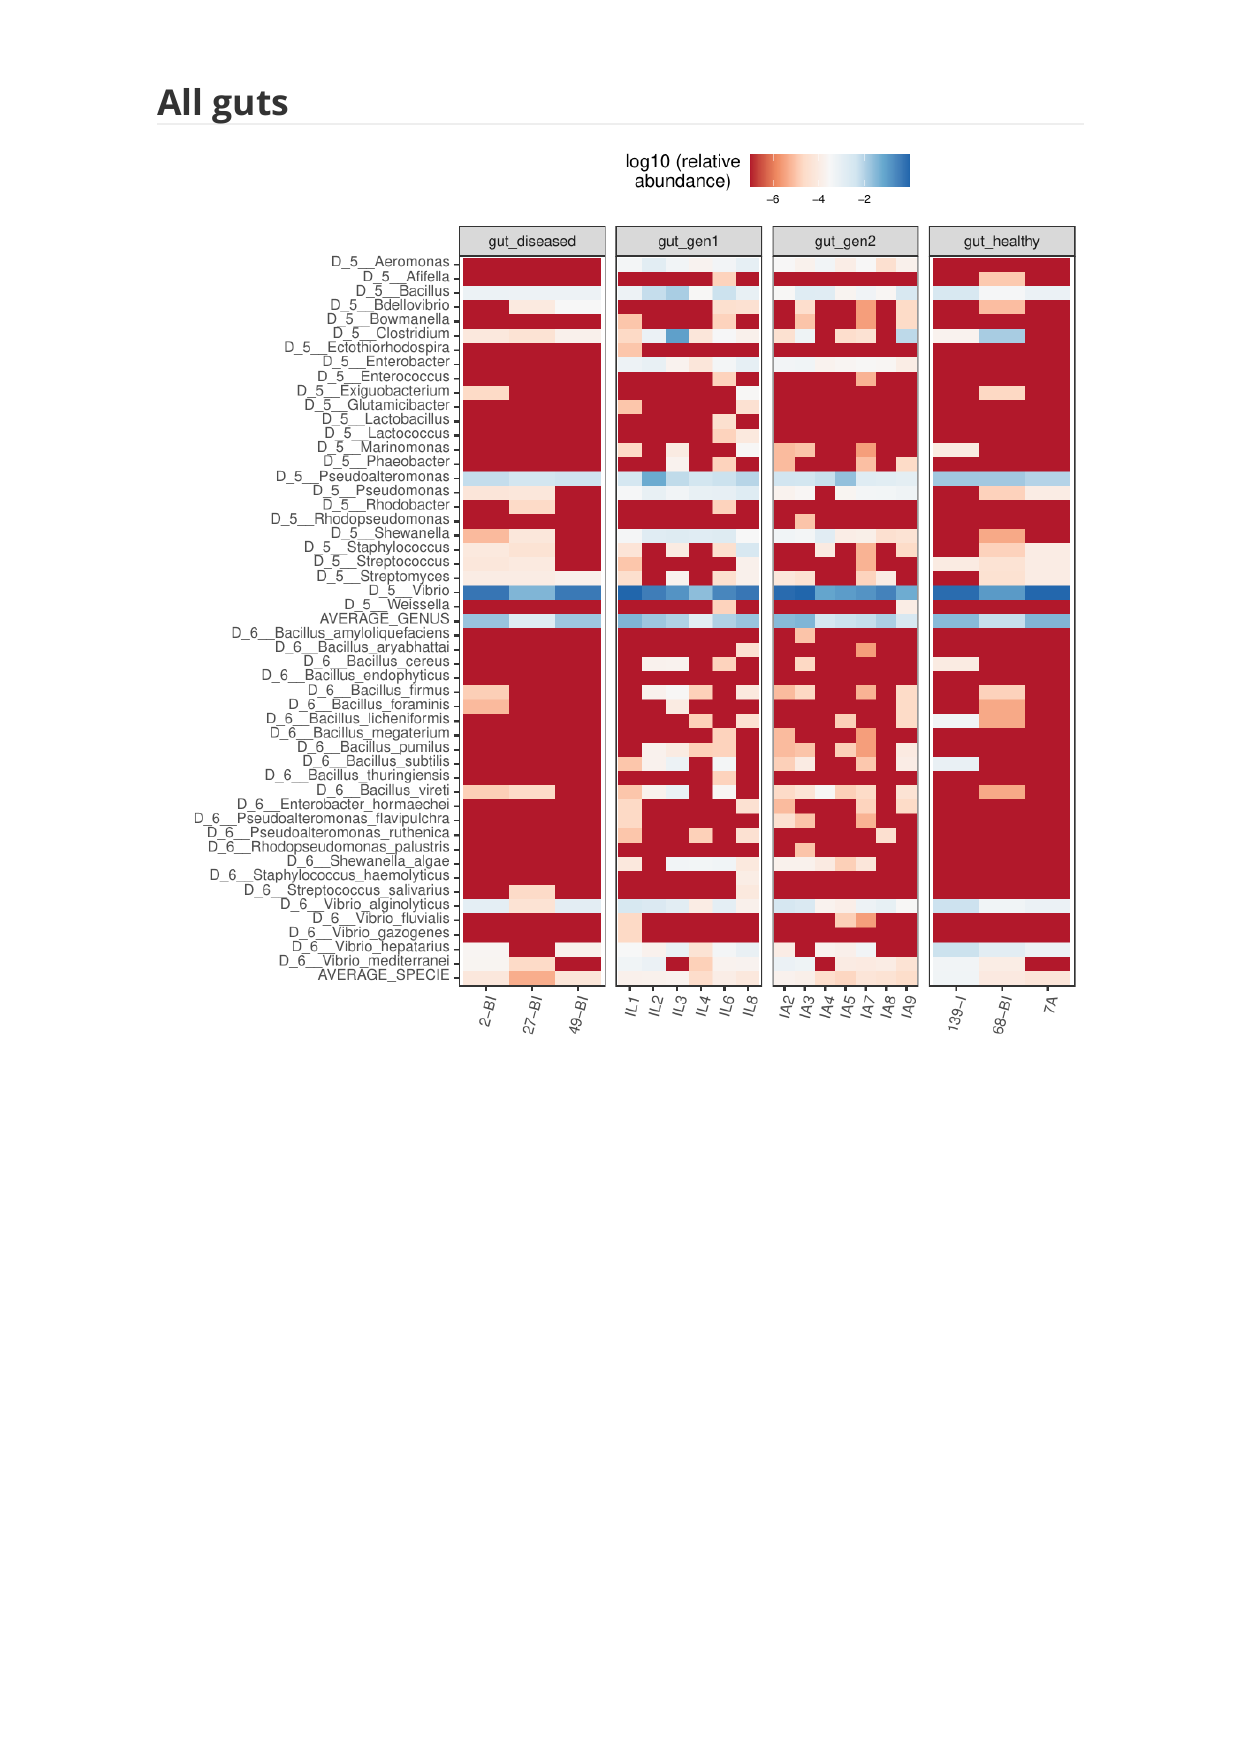 All guts
log10 (relative
abundance)
−6 −4 −2
gut_diseased gut_gen1 gut_gen2 gut_healthy
D_5__Aeromonas
D_5__Afifella
D_5__Bacillus
D_5__Bdellovibrio
D_5__Bowmanella
D_5__Clostridium
D_5__Ectothiorhodospira
D_5__Enterobacter
D_5__Enterococcus
D_5__Exiguobacterium
D_5__Glutamicibacter
D_5__Lactobacillus
D_5__Lactococcus
D_5__Marinomonas
D_5__Phaeobacter
D_5__Pseudoalteromonas
D_5__Pseudomonas
D_5__Rhodobacter
D_5__Rhodopseudomonas
D_5__Shewanella
D_5__Staphylococcus
D_5__Streptococcus
D_5__Streptomyces
D_5__Vibrio
D_5__Weissella
AVERAGE_GENUS
D_6__Bacillus_amyloliquefaciens
D_6__Bacillus_aryabhattai
D_6__Bacillus_cereus
D_6__Bacillus_endophyticus
D_6__Bacillus_firmus
D_6__Bacillus_foraminis
D_6__Bacillus_licheniformis
D_6__Bacillus_megaterium
D_6__Bacillus_pumilus
D_6__Bacillus_subtilis
D_6__Bacillus_thuringiensis
D_6__Bacillus_vireti
D_6__Enterobacter_hormaechei
D_6__Pseudoalteromonas_flavipulchra
D_6__Pseudoalteromonas_ruthenica
D_6__Rhodopseudomonas_palustris
D_6__Shewanella_algae
D_6__Staphylococcus_haemolyticus
D_6__Streptococcus_salivarius
D_6__Vibrio_alginolyticus
D_6__Vibrio_fluvialis
D_6__Vibrio_gazogenes
D_6__Vibrio_hepatarius
D_6__Vibrio_mediterranei
AVERAGE_SPECIE
2−BI 27−BI 49−BI IL1 IL2 IL3 IL4 IL6 IL8 IA2 IA3 IA4 IA5 IA7 IA8 IA9 139−I 68−BI 7A